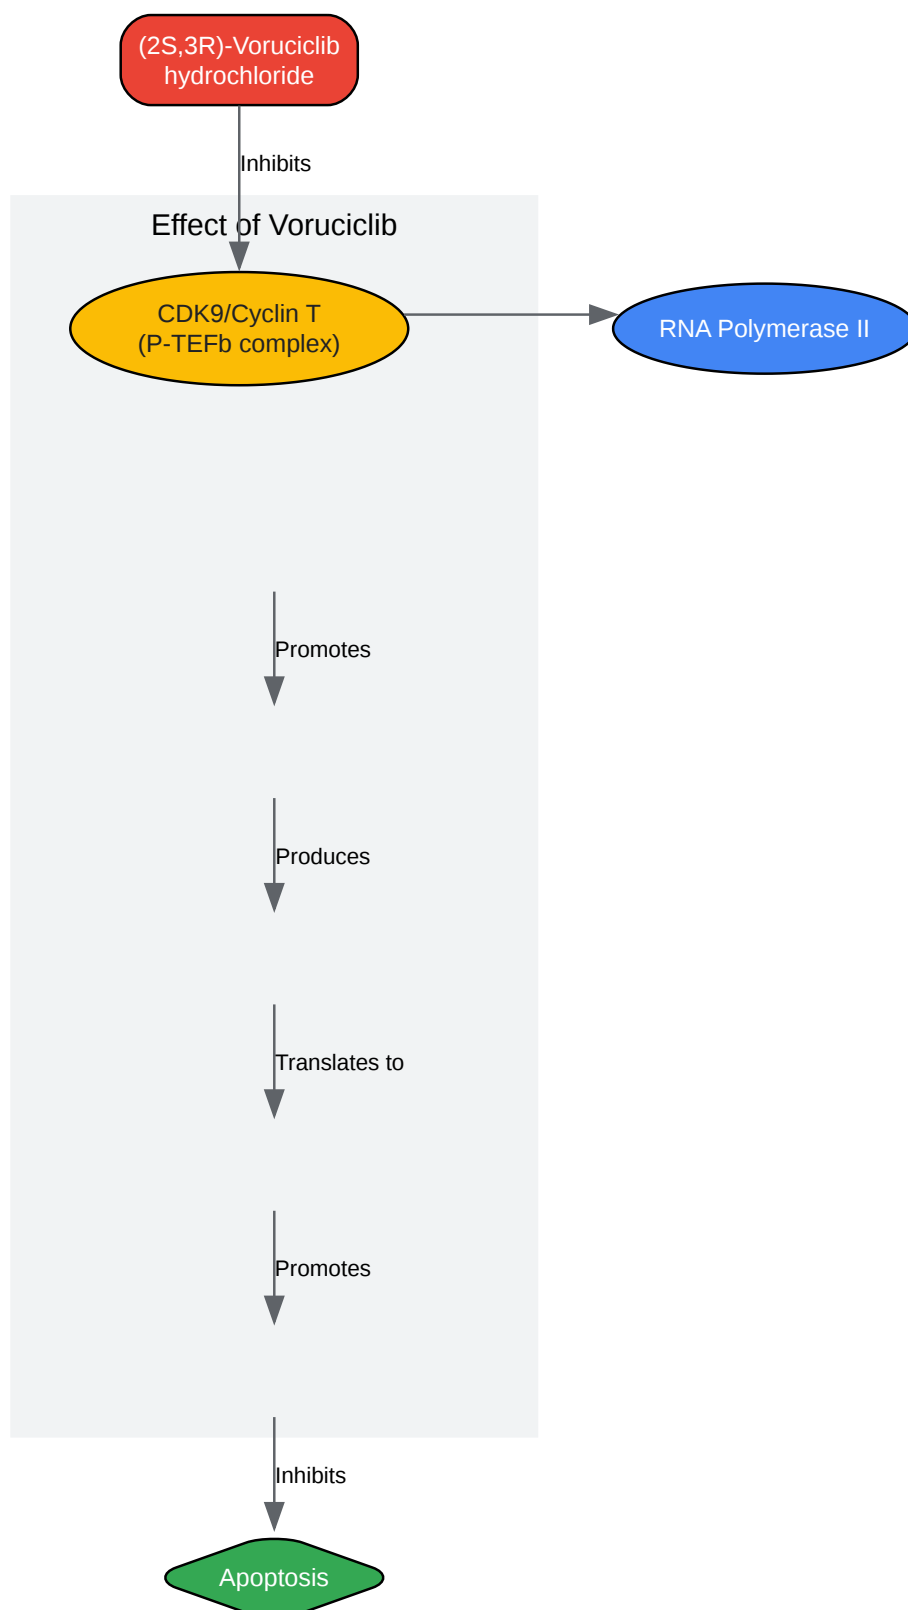 (2S,3R)-Voruciclib
hydrochloride
Inhibits
Effect of Voruciclib
CDK9/Cyclin T
(P-TEFb complex)
RNA Polymerase II
Promotes
Produces
Translates to
Promotes
Inhibits
Apoptosis